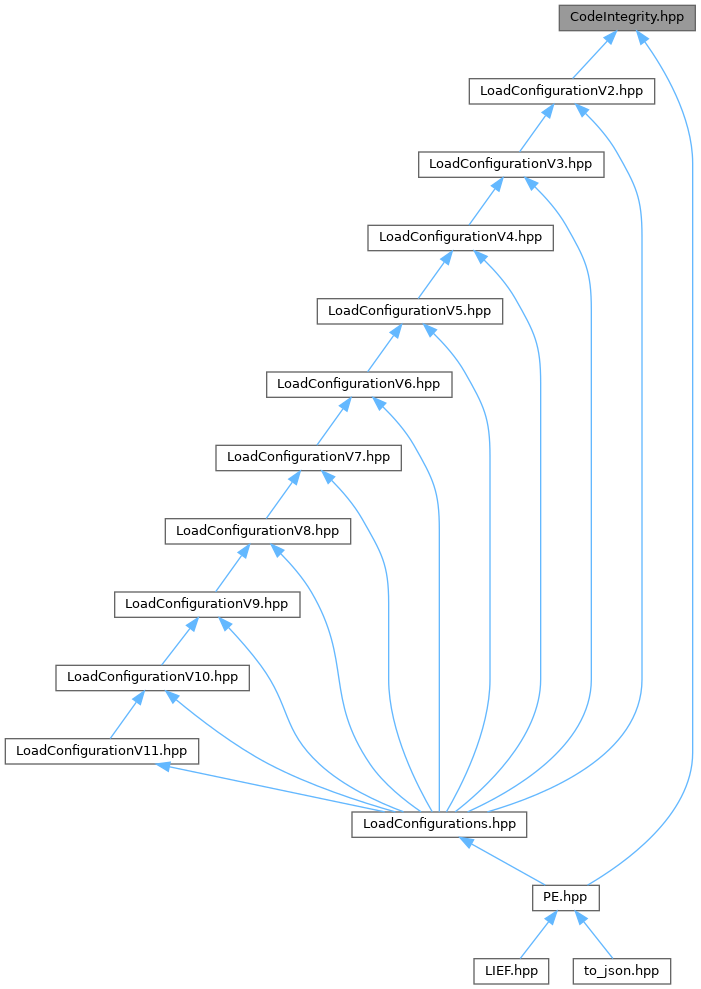 CodeIntegrity.hpp
LoadConfigurationV2.hpp
LoadConfigurationV3.hpp
LoadConfigurationV4.hpp
LoadConfigurationV5.hpp
LoadConfigurationV6.hpp
LoadConfigurationV7.hpp
LoadConfigurationV8.hpp
LoadConfigurationV9.hpp
LoadConfigurationV10.hpp
LoadConfigurationV11.hpp
LoadConfigurations.hpp
PE.hpp
LIEF.hpp
to_json.hpp